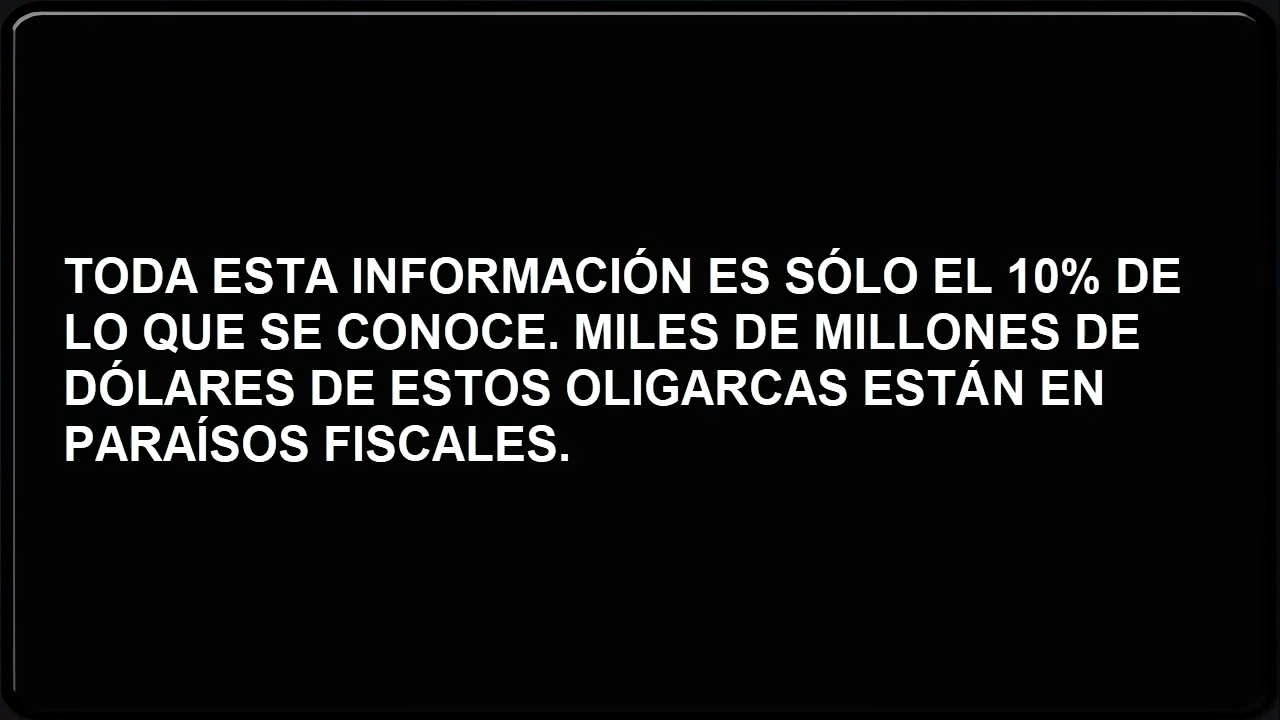 TODA ESTA INFORMACIÓN ES SÓLO EL 10% DE
LO QUE SE CONOCE. MILES DE MILLONES DE
DÓLARES DE ESTOS OLIGARCAS ESTÁN EN
PARAÍSOS FISCALES.